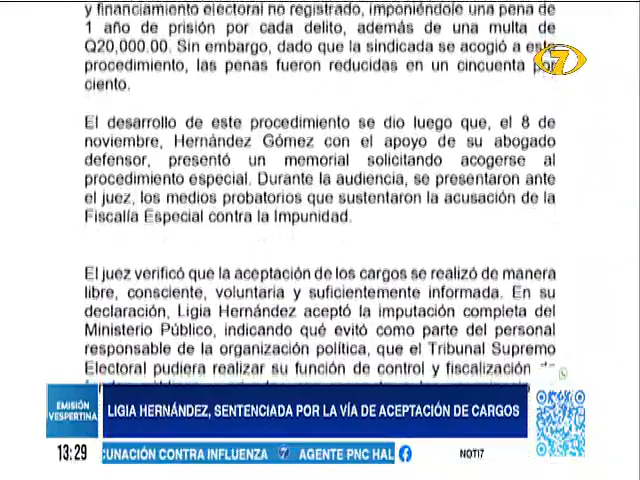 y financiamiento electoral no registrado, imponiéndole una pena de
1 año de prisión por cada delito, además de una multa de
Q20,000.00. Sin embargo, dado que la sindicada se acogió a este
procedimiento, las penas fueron reducidas en un cincuenta por
ciento.
7
El desarrollo de este procedimiento se dio luego que, el 8 de
noviembre, Hernández Gómez con el apoyo de su abogado
defensor, presentó un memorial solicitando acogerse al
procedimiento especial. Durante la audiencia, se presentaron ante
el juez, los medios probatorios que sustentaron la acusación de la
Fiscalía Especial contra la Impunidad.
El juez verificó que la aceptación de los cargos se realizó de manera
libre, consciente, voluntaria y suficientemente informada. En su
declaración, Ligia Hernández aceptó la imputación completa del
Ministerio Público, indicando qué evitó como parte del personal
responsable de la organización política, que el Tribunal Supremo
Electoral pudiera realizar su función de control y fiscalización
EMISIÓN
VESPERTINA
LIGIA HERNÁNDEZ, SENTENCIADA POR LA VÍA DE ACEPTACIÓN DE CARGOS
13:29
CUNACIÓN CONTRA INFLUENZA 7 AGENTE PNC HAL
NOTI7